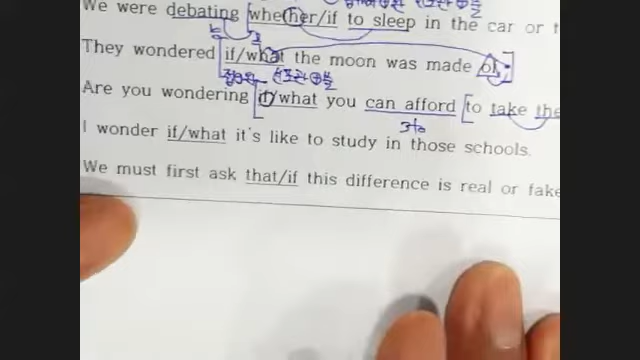 We were debating [whether/if to sleep in the car or
They wondered [if/what the moon was made of.]
Are you wondering [if/what you can afford [to take the
3형
I wonder if/what it's like to study in those schools.
We must first ask that/if this difference is real or fake